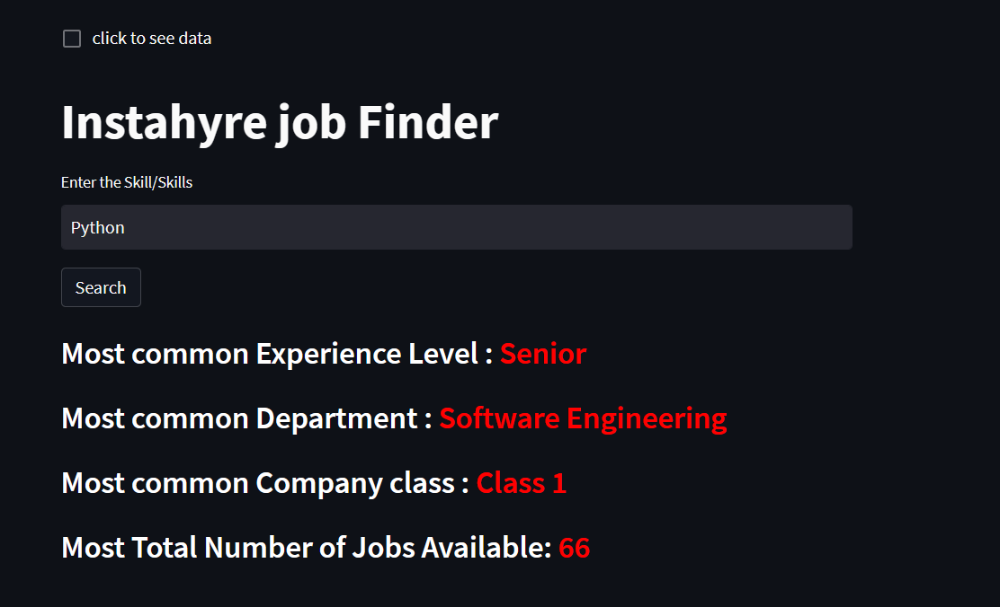 click to see data
Instahyre job Finder
Enter the Skill/Skills
Python
Search
Most common Experience Level : Senior
Most common Department : Software Engineering
Most common Company class : Class 1
Most Total Number of Jobs Available: 66